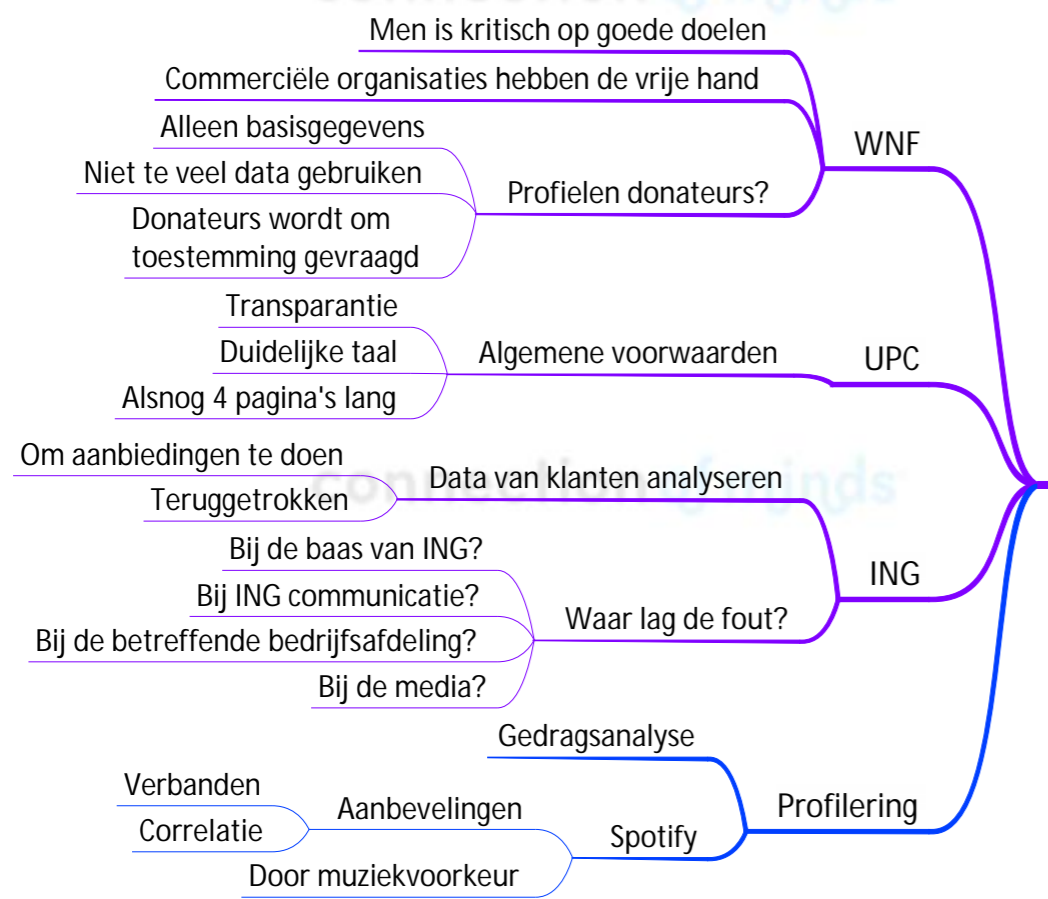 Men is kritisch op goede doelen
Commerciële organisaties hebben de vrije hand
WNF
Alleen basisgegevens
Niet te veel data gebruiken
Profielen donateurs?
Donateurs wordt om
toestemming gevraagd
Transparantie
Duidelijke taal
Algemene voorwaarden
UPC
Alsnog 4 pagina's lang
Om aanbiedingen te doen
Data van klanten analyseren
connection of minds
Teruggetrokken
Bij de baas van ING?
ING
Bij ING communicatie?
Waar lag de fout?
Bij de betreffende bedrijfsafdeling?
Bij de media?
Gedragsanalyse
Verbanden
Aanbevelingen
Profilering
Correlatie
Spotify
Door muziekvoorkeur